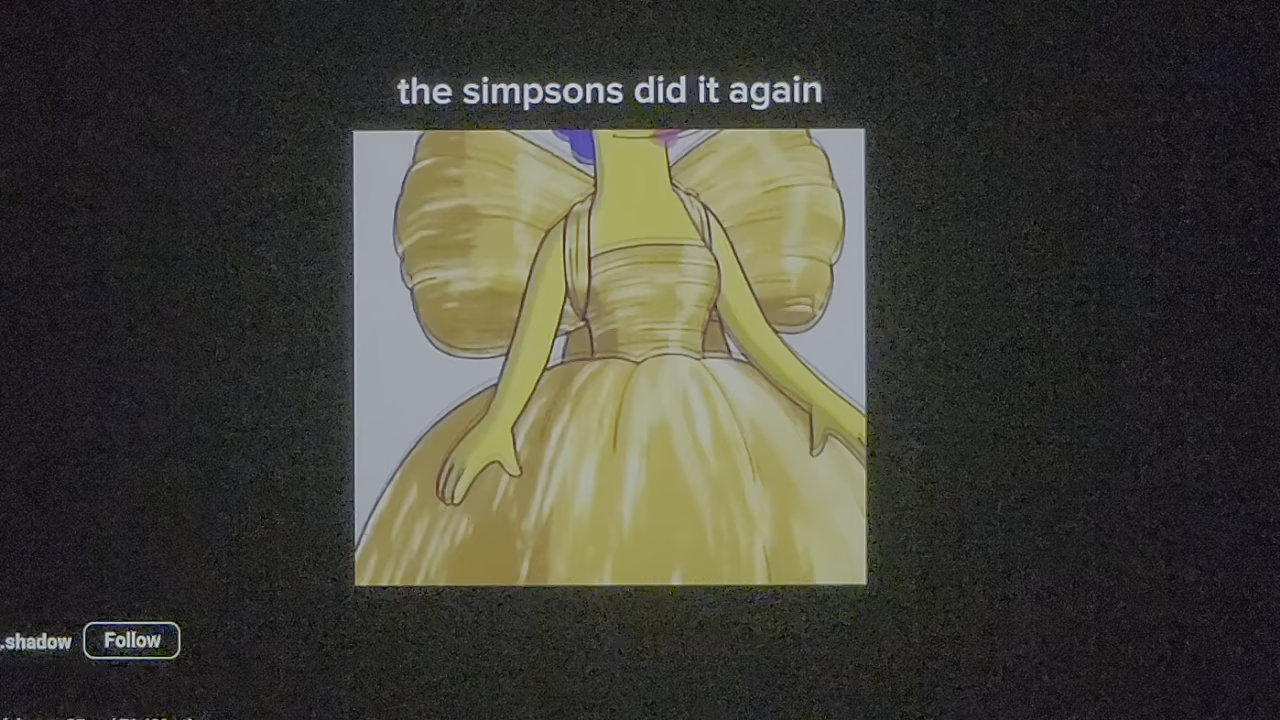 the simpsons did it again
.shadow
Follow